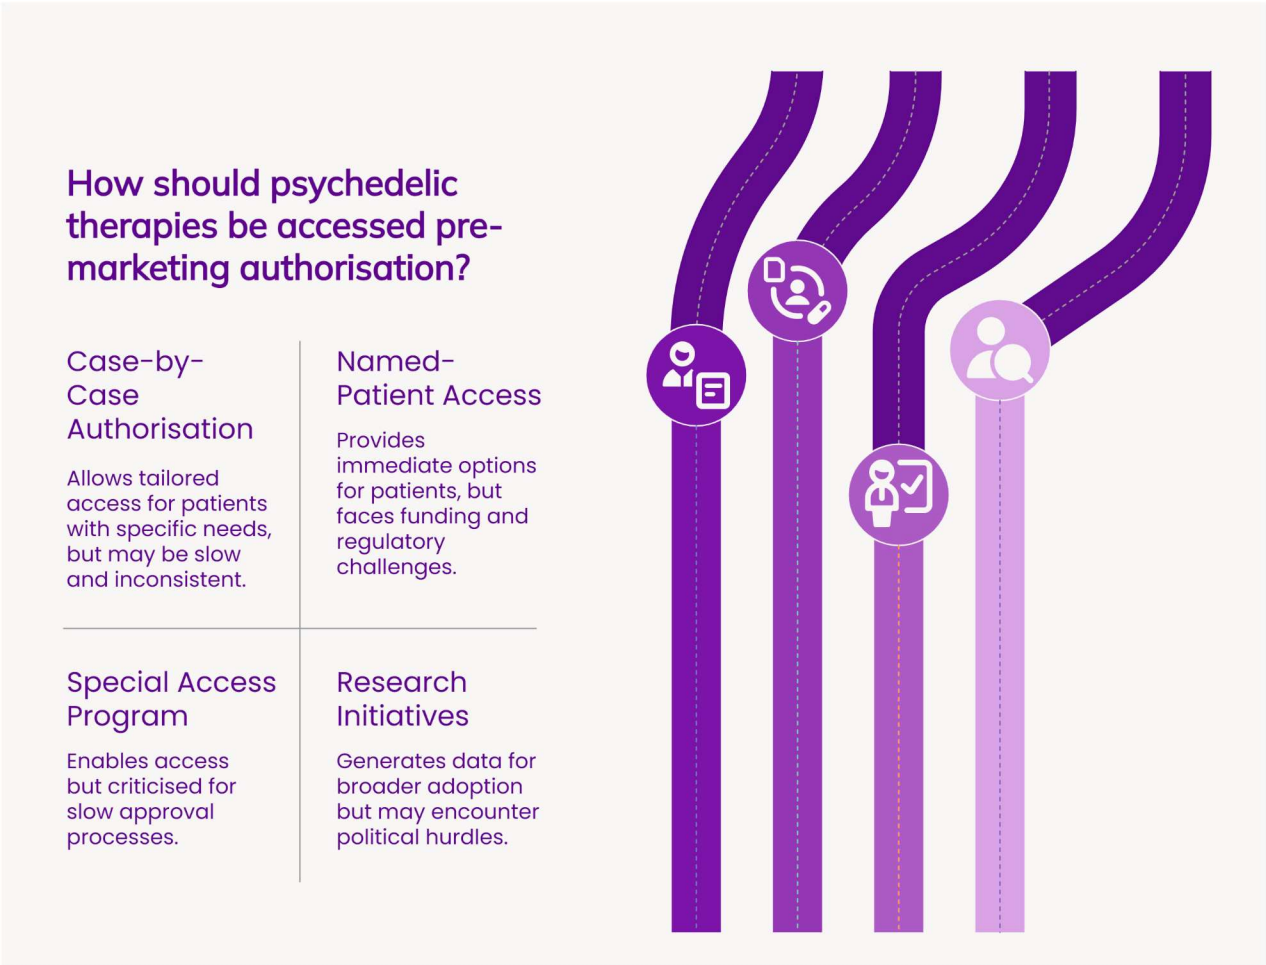 How should psychedelic
therapies be accessed pre-
marketing authorisation?
Case-by-
Case
Authorisation
Allows tailored
access for patients
with specific needs,
but may be slow
and inconsistent.
Named-
Patient Access
Provides
immediate options
for patients, but
faces funding and
regulatory
challenges.
Special Access
Program
Enables access
but criticised for
slow approval
processes.
Research
Initiatives
Generates data for
broader adoption
but may encounter
political hurdles.